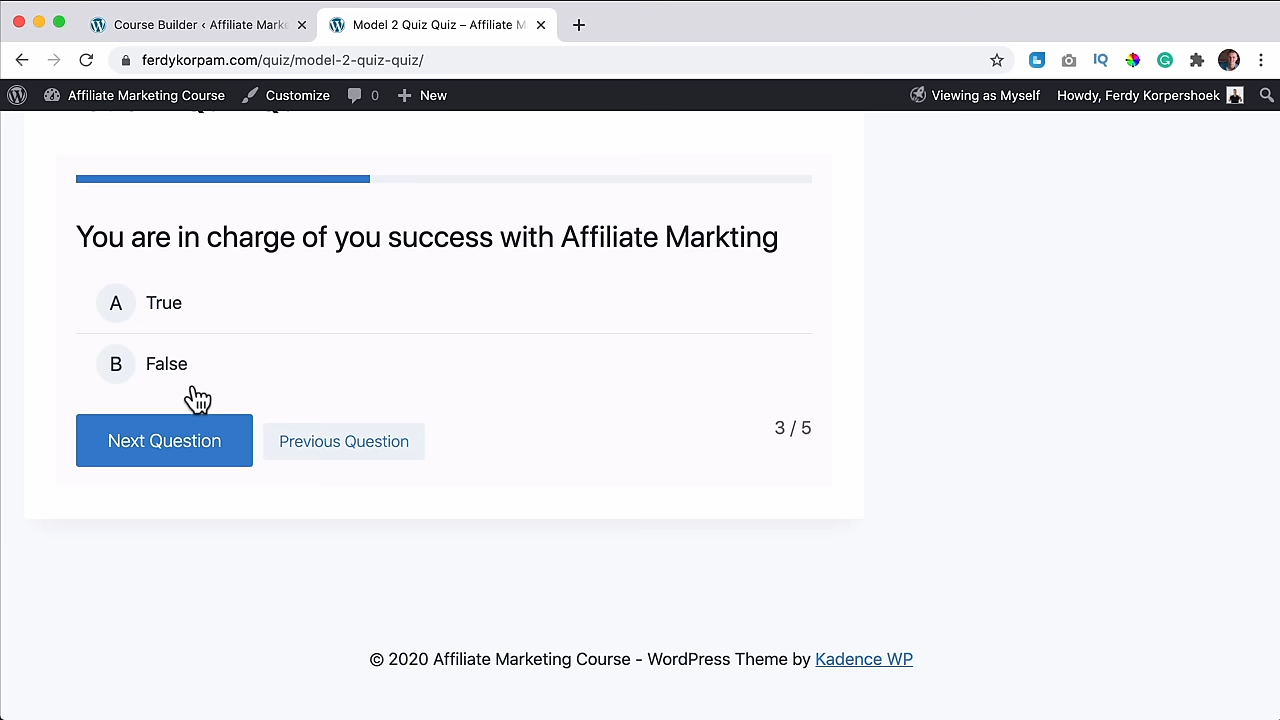 Course Builder ‹ Affiliate Marke
Model 2 Quiz Quiz – Affiliate M
ferdykorpam.com/quiz/model-2-quiz-quiz/
Affiliate Marketing Course Customize 0 New Viewing as Myself Howdy, Ferdy Korpershoek
You are in charge of you success with Affiliate Markting
A True
B False
Next Question Previous Question 3 / 5
© 2020 Affiliate Marketing Course - WordPress Theme by Kadence WP